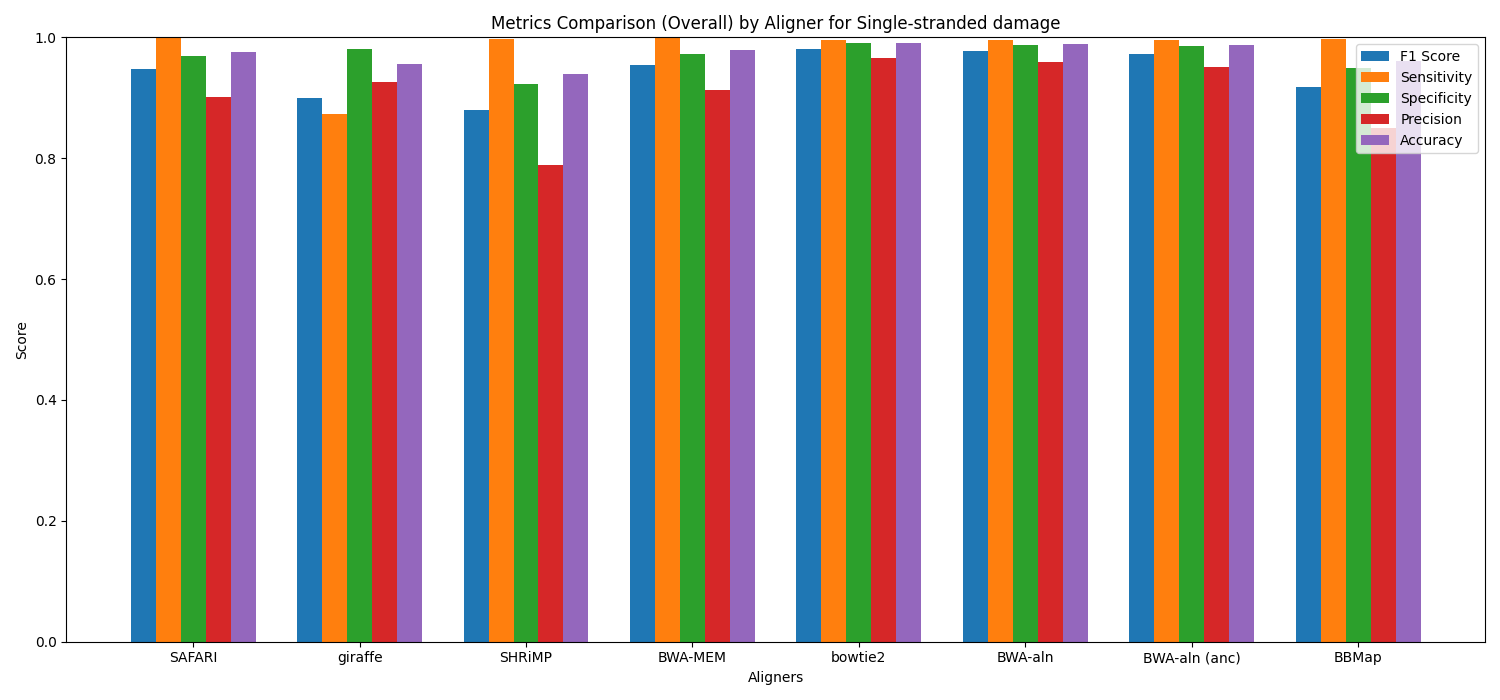 Metrics Comparison (Overall) by Aligner for Single-stranded damage
1.0
0.8
0.6
0.4
0.2
0.0
Score
F1 Score
Sensitivity
Specificity
Precision
Accuracy
SAFARI giraffe SHRiMP BWA-MEM bowtie2 BWA-aln BWA-aln (anc) BBMap
Aligners